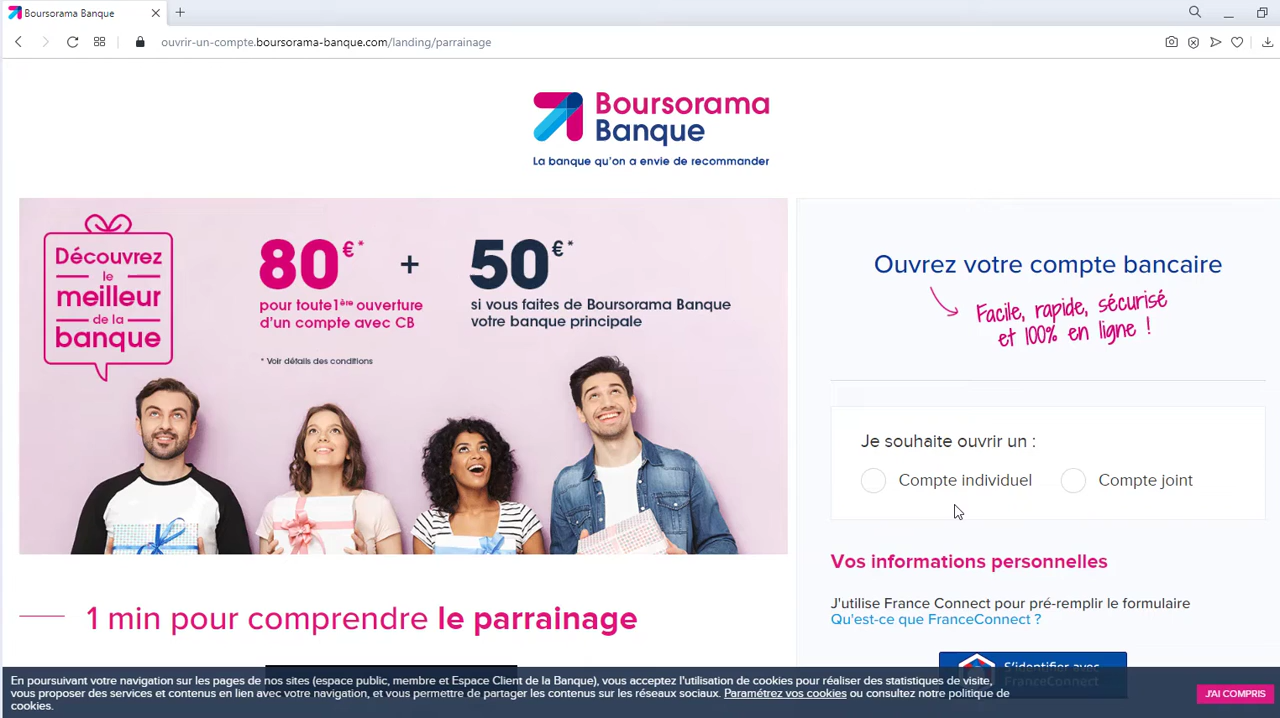 Boursorama Banque
ouvrir-un-compte.boursorama-banque.com/landing/parrainage
Boursorama
Banque
La banque qu'on a envie de recommander
Découvrez
le
meilleur
de la
banque
80€*
pour toute 1ère ouverture
d'un compte avec CB
+
50€*
si vous faites de Boursorama Banque
votre banque principale
* Voir détails des conditions
1 min pour comprendre le parrainage
Ouvrez votre compte bancaire
Facile, rapide, sécurisé
et 100% en ligne !
Je souhaite ouvrir un :
Compte individuel
Compte joint
Vos informations personnelles
J'utilise France Connect pour pré-remplir le formulaire
Qu'est-ce que FranceConnect ?
S'identifier avec
FranceConnect
En poursuivant votre navigation sur les pages de nos sites (espace public, membre et Espace Client de la Banque), vous acceptez l'utilisation de cookies pour réaliser des statistiques de visite,
vous proposer des services et contenus en lien avec votre navigation, et vous permettre de partager les contenus sur les réseaux sociaux. Paramétrez vos cookies ou consultez notre politique de
cookies.
J'AI COMPRIS